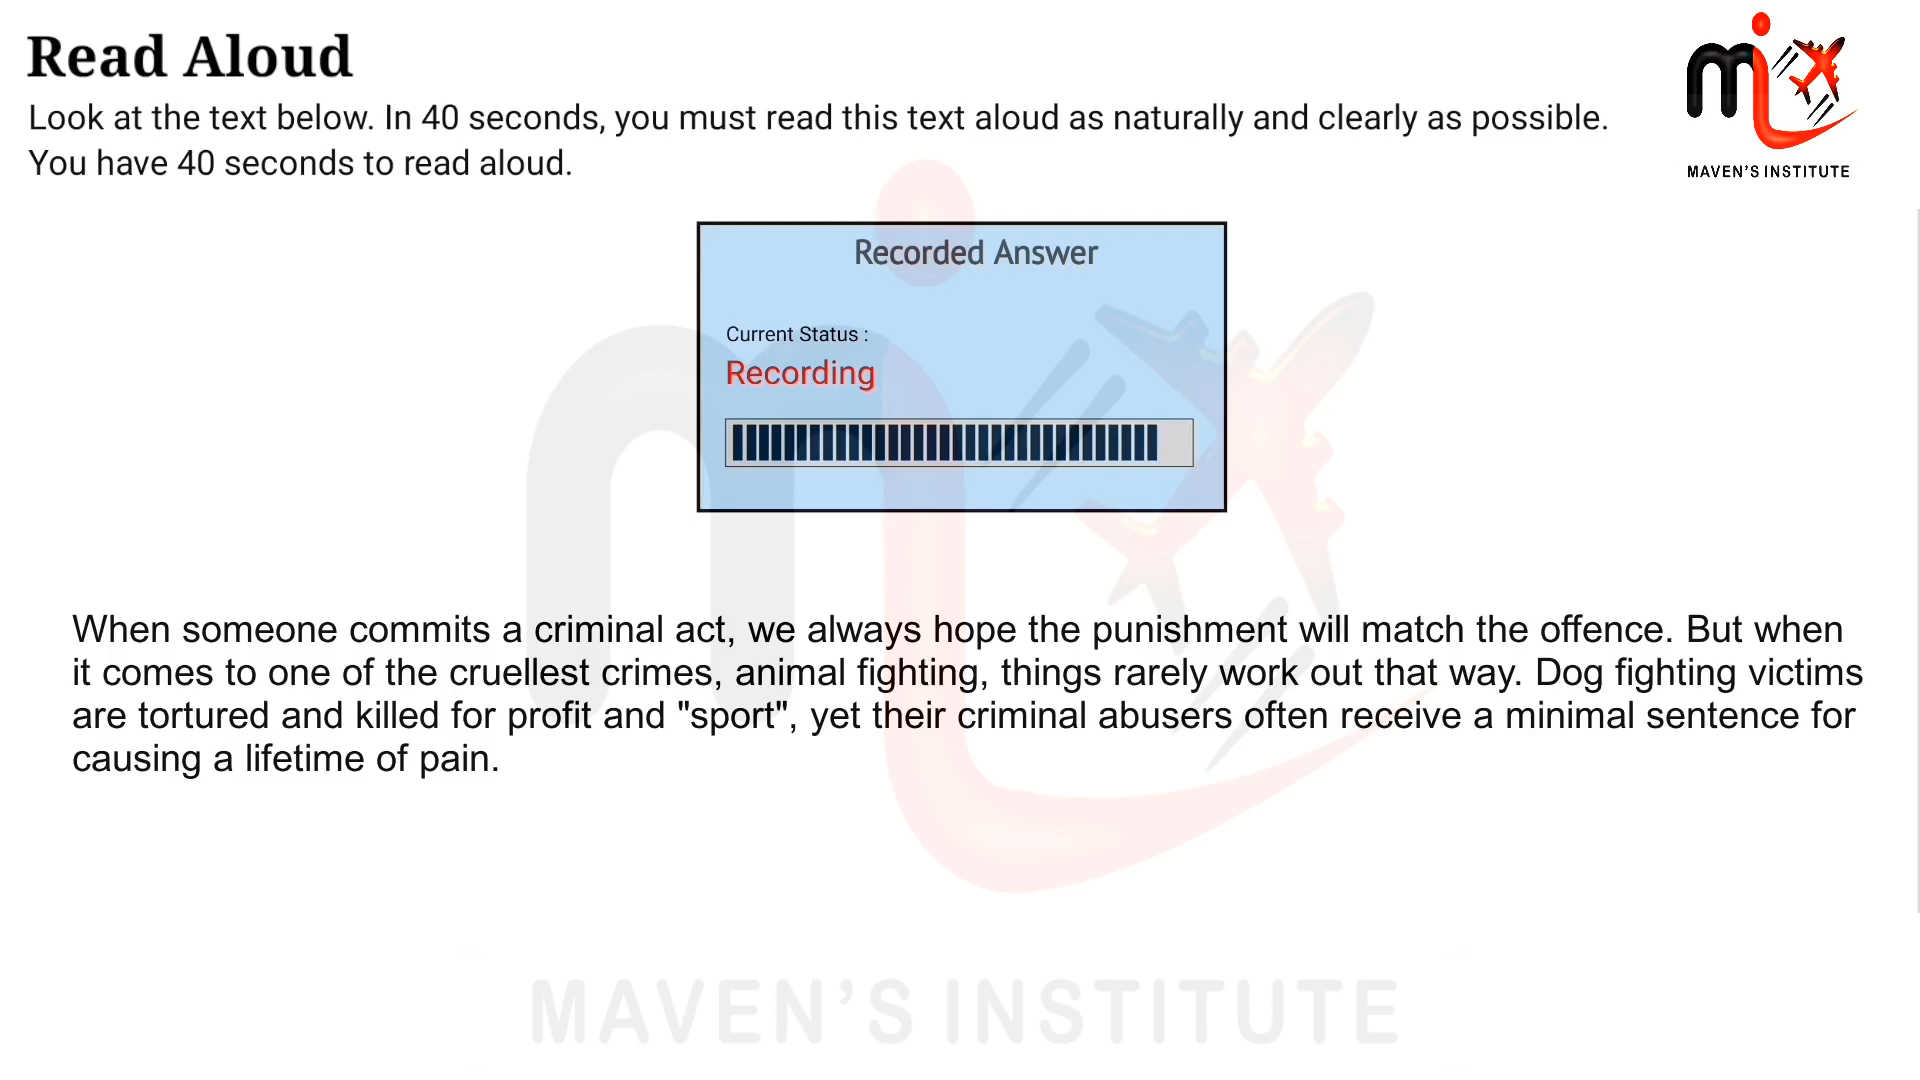 Read Aloud
Look at the text below. In 40 seconds, you must read this text aloud as naturally and clearly as possible.
You have 40 seconds to read aloud.
MAVEN'S INSTITUTE
Recorded Answer
Current Status :
Recording
When someone commits a criminal act, we always hope the punishment will match the offence. But when
it comes to one of the cruellest crimes, animal fighting, things rarely work out that way. Dog fighting victims
are tortured and killed for profit and "sport", yet their criminal abusers often receive a minimal sentence for
causing a lifetime of pain.
MAVEN'S INSTITUTE